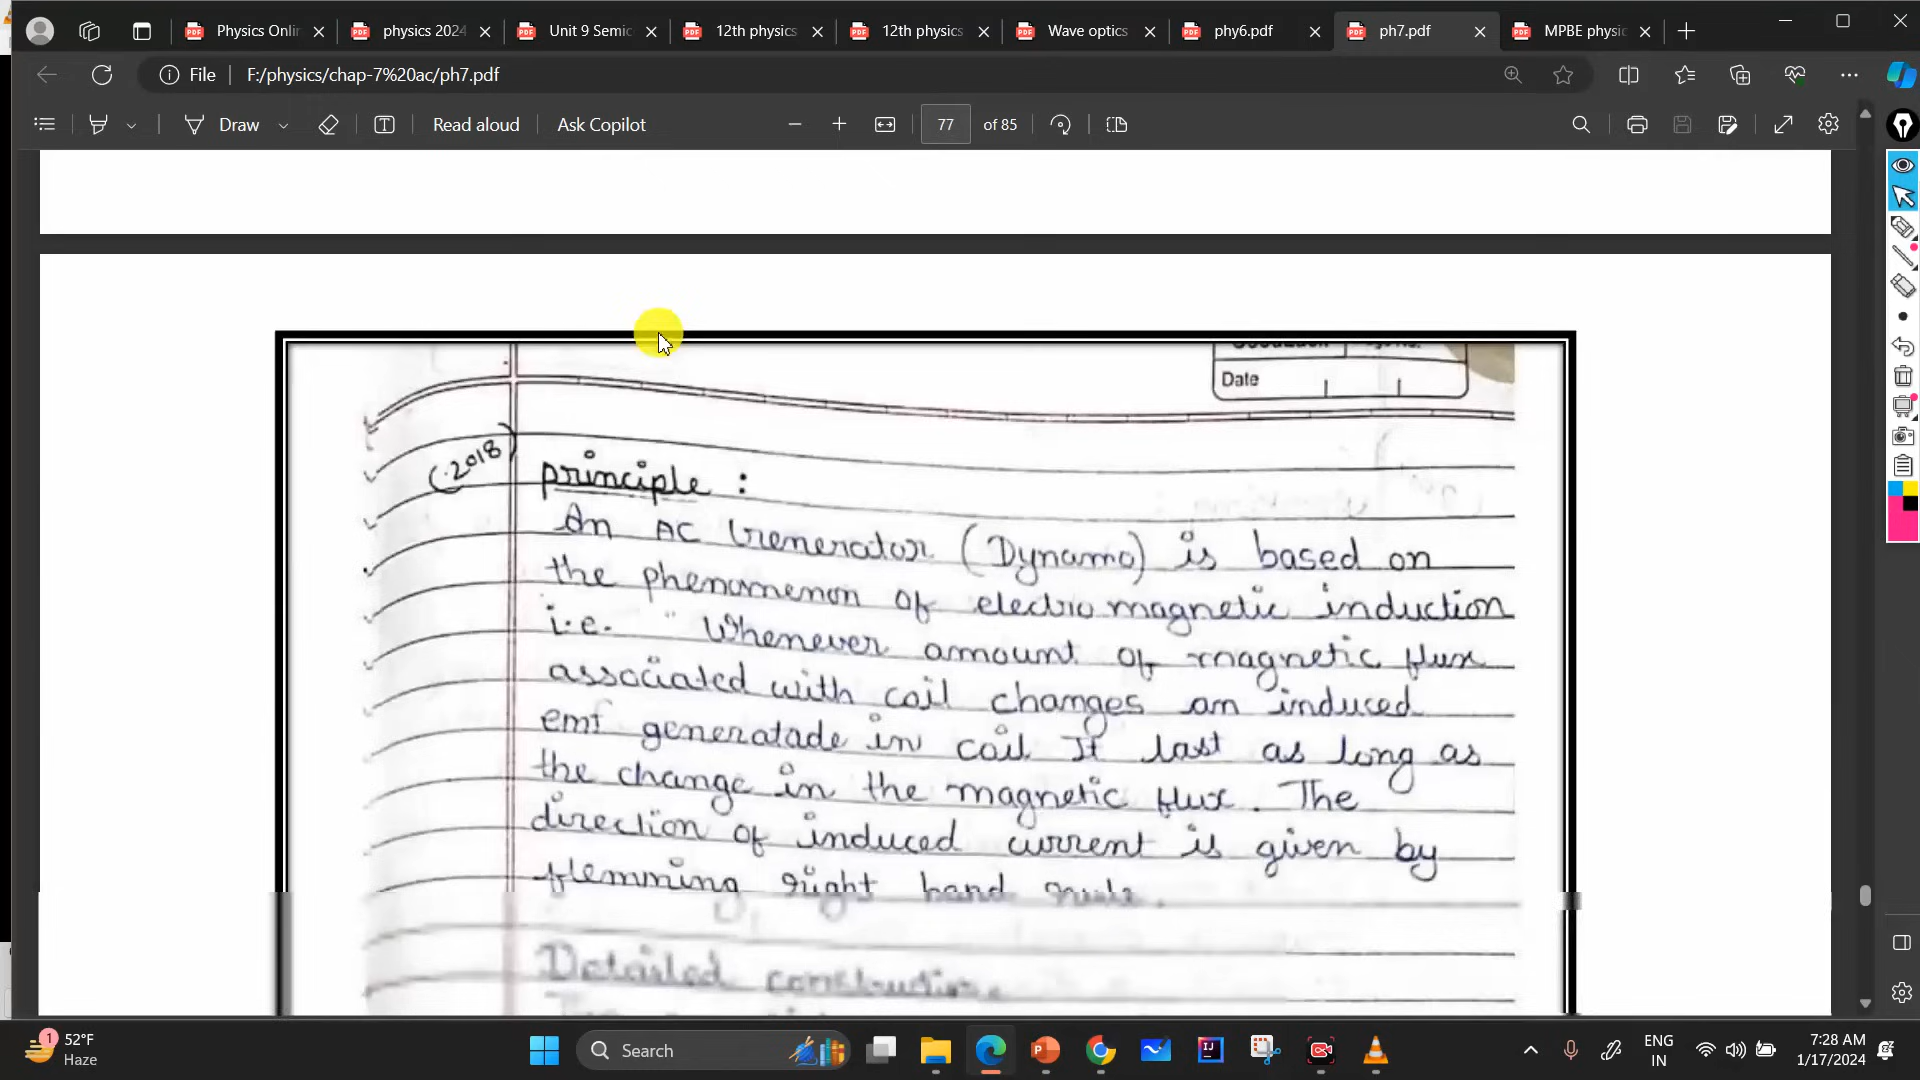 Physics Onlin
physics 2024
Unit 9 Semic
12th physics
12th physics
Wave optics
phy6.pdf
ph7.pdf
MPBE physic
File
F:/physics/chap-7%20ac/ph7.pdf
Draw
Read aloud
Ask Copilot
77
of 85
Date
(.2018)
principle :
An AC Generator (Dynamo) is based on
the phenomenon of electro magnetic induction
i.e. " Whenever amount of magnetic flux
associated with coil changes an induced
emf generatade in coil It last as long as
the change in the magnetic flux. The
direction of induced current is given by
flemming right hand rule.
Detailed construction.
1
52°F
Haze
Search
ENG
IN
7:28 AM
1/17/2024